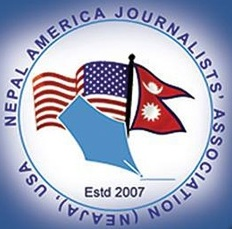 NEPAL AMERICA JOURNALISTS' ASSOCIATION (NEAJA), USA
Estd 2007